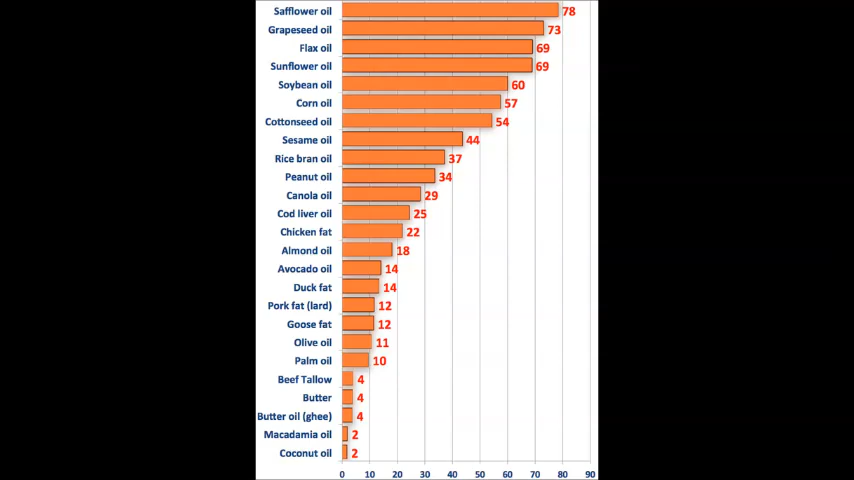 Safflower oil 78
Grapeseed oil 73
Flax oil 69
Sunflower oil 69
Soybean oil 60
Corn oil 57
Cottonseed oil 54
Sesame oil 44
Rice bran oil 37
Peanut oil 34
Canola oil 29
Cod liver oil 25
Chicken fat 22
Almond oil 18
Avocado oil 14
Duck fat 14
Pork fat (lard) 12
Goose fat 12
Olive oil 11
Palm oil 10
Beef Tallow 4
Butter 4
Butter oil (ghee) 4
Macadamia oil 2
Coconut oil 2
0 10 20 30 40 50 60 70 80 90